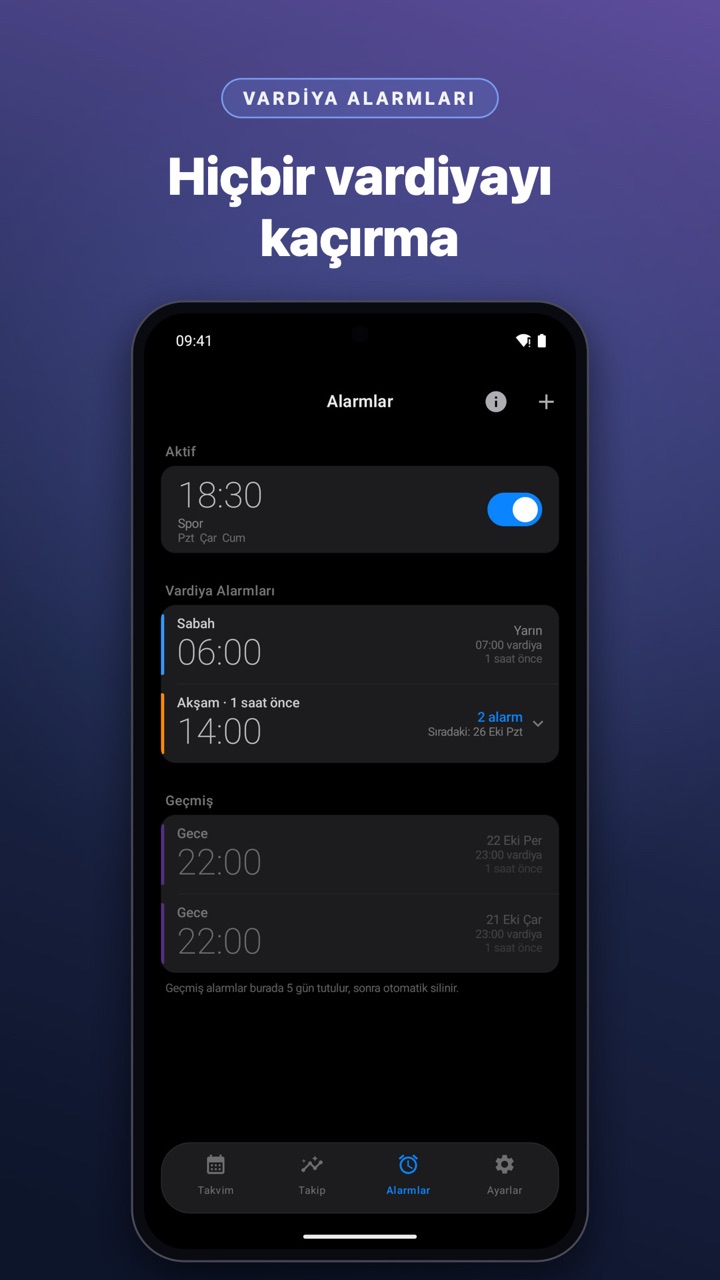 VARDİYA ALARMLARI
Hiçbir vardiyayı
kaçırma
09:41
Alarmlar
Aktif
18:30
Spor
Pzt Çar Cum
Vardiya Alarmları
Sabah
06:00
Yarın
07:00 vardiya
1 saat önce
Akşam · 1 saat önce
14:00
2 alarm
Sıradaki: 26 Eki Pzt
Geçmiş
Gece
22:00
22 Eki Per
23:00 vardiya
1 saat önce
Gece
22:00
21 Eki Çar
23:00 vardiya
1 saat önce
Geçmiş alarmlar burada 5 gün tutulur, sonra otomatik silinir.
Takvim
Takip
Alarmlar
Ayarlar